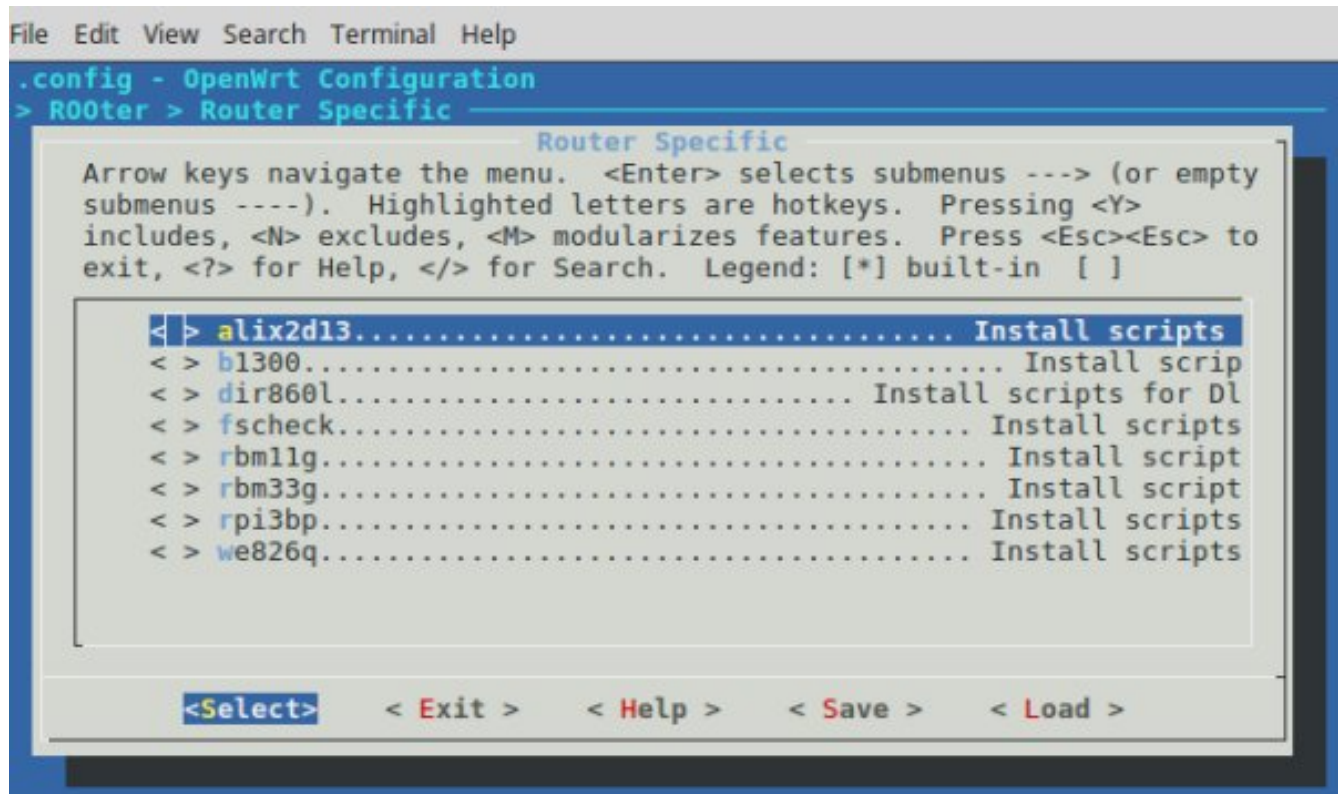 File Edit View Search Terminal Help
.config - OpenWrt Configuration
> ROOter > Router Specific
Router Specific
Arrow keys navigate the menu.  <Enter> selects submenus ---> (or empty
submenus ----).  Highlighted letters are hotkeys.  Pressing <Y>
includes, <N> excludes, <M> modularizes features.  Press <Esc><Esc> to
exit, <?> for Help, </> for Search.  Legend: [*] built-in  [ ]
< > alix2d13.................................... Install scripts
< > b1300.......................................... Install scrip
< > dir860l............................... Install scripts for Dl
< > fscheck...................................... Install scripts
< > rbm11g........................................ Install script
< > rbm33g........................................ Install script
< > rpi3bp....................................... Install scripts
< > we826q....................................... Install scripts
<Select> < Exit > < Help > < Save > < Load >